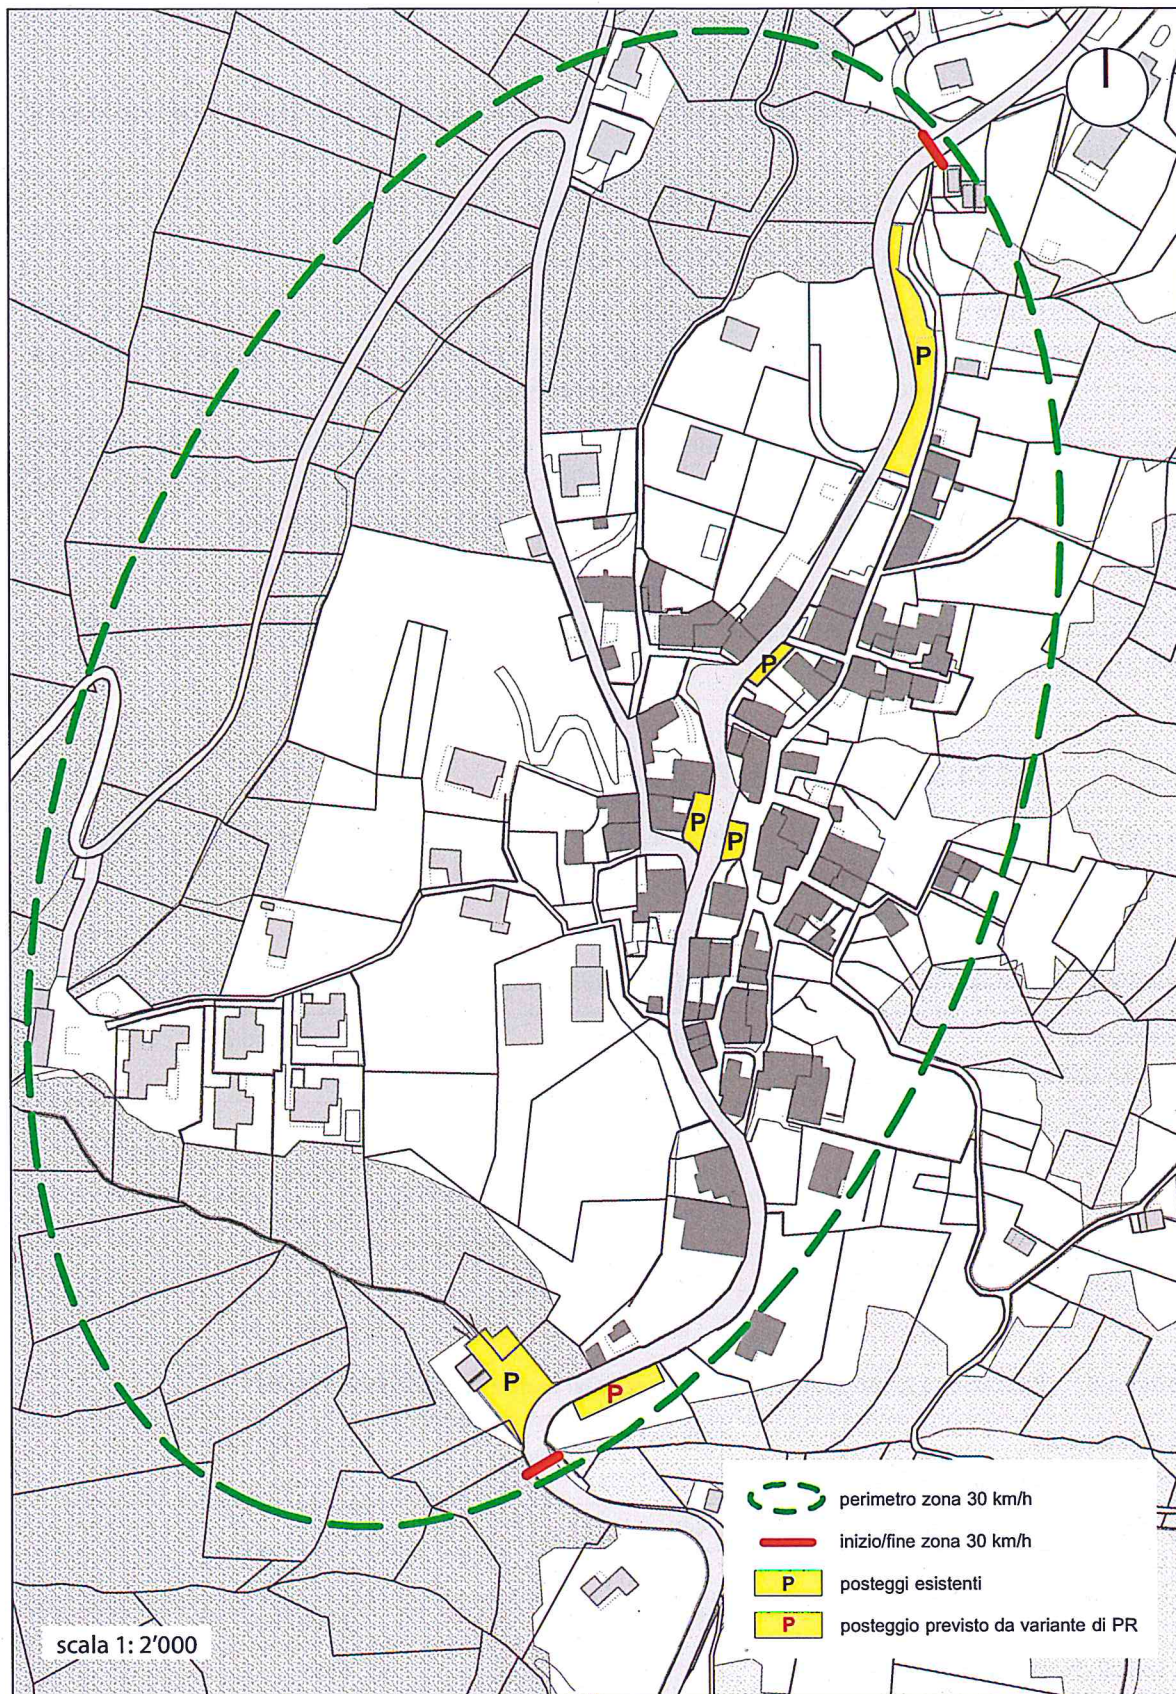 P
P
P
P
P
P
perimetro zona 30 km/h
inizio/fine zona 30 km/h
P posteggi esistenti
P posteggio previsto da variante di PR
scala 1: 2'000